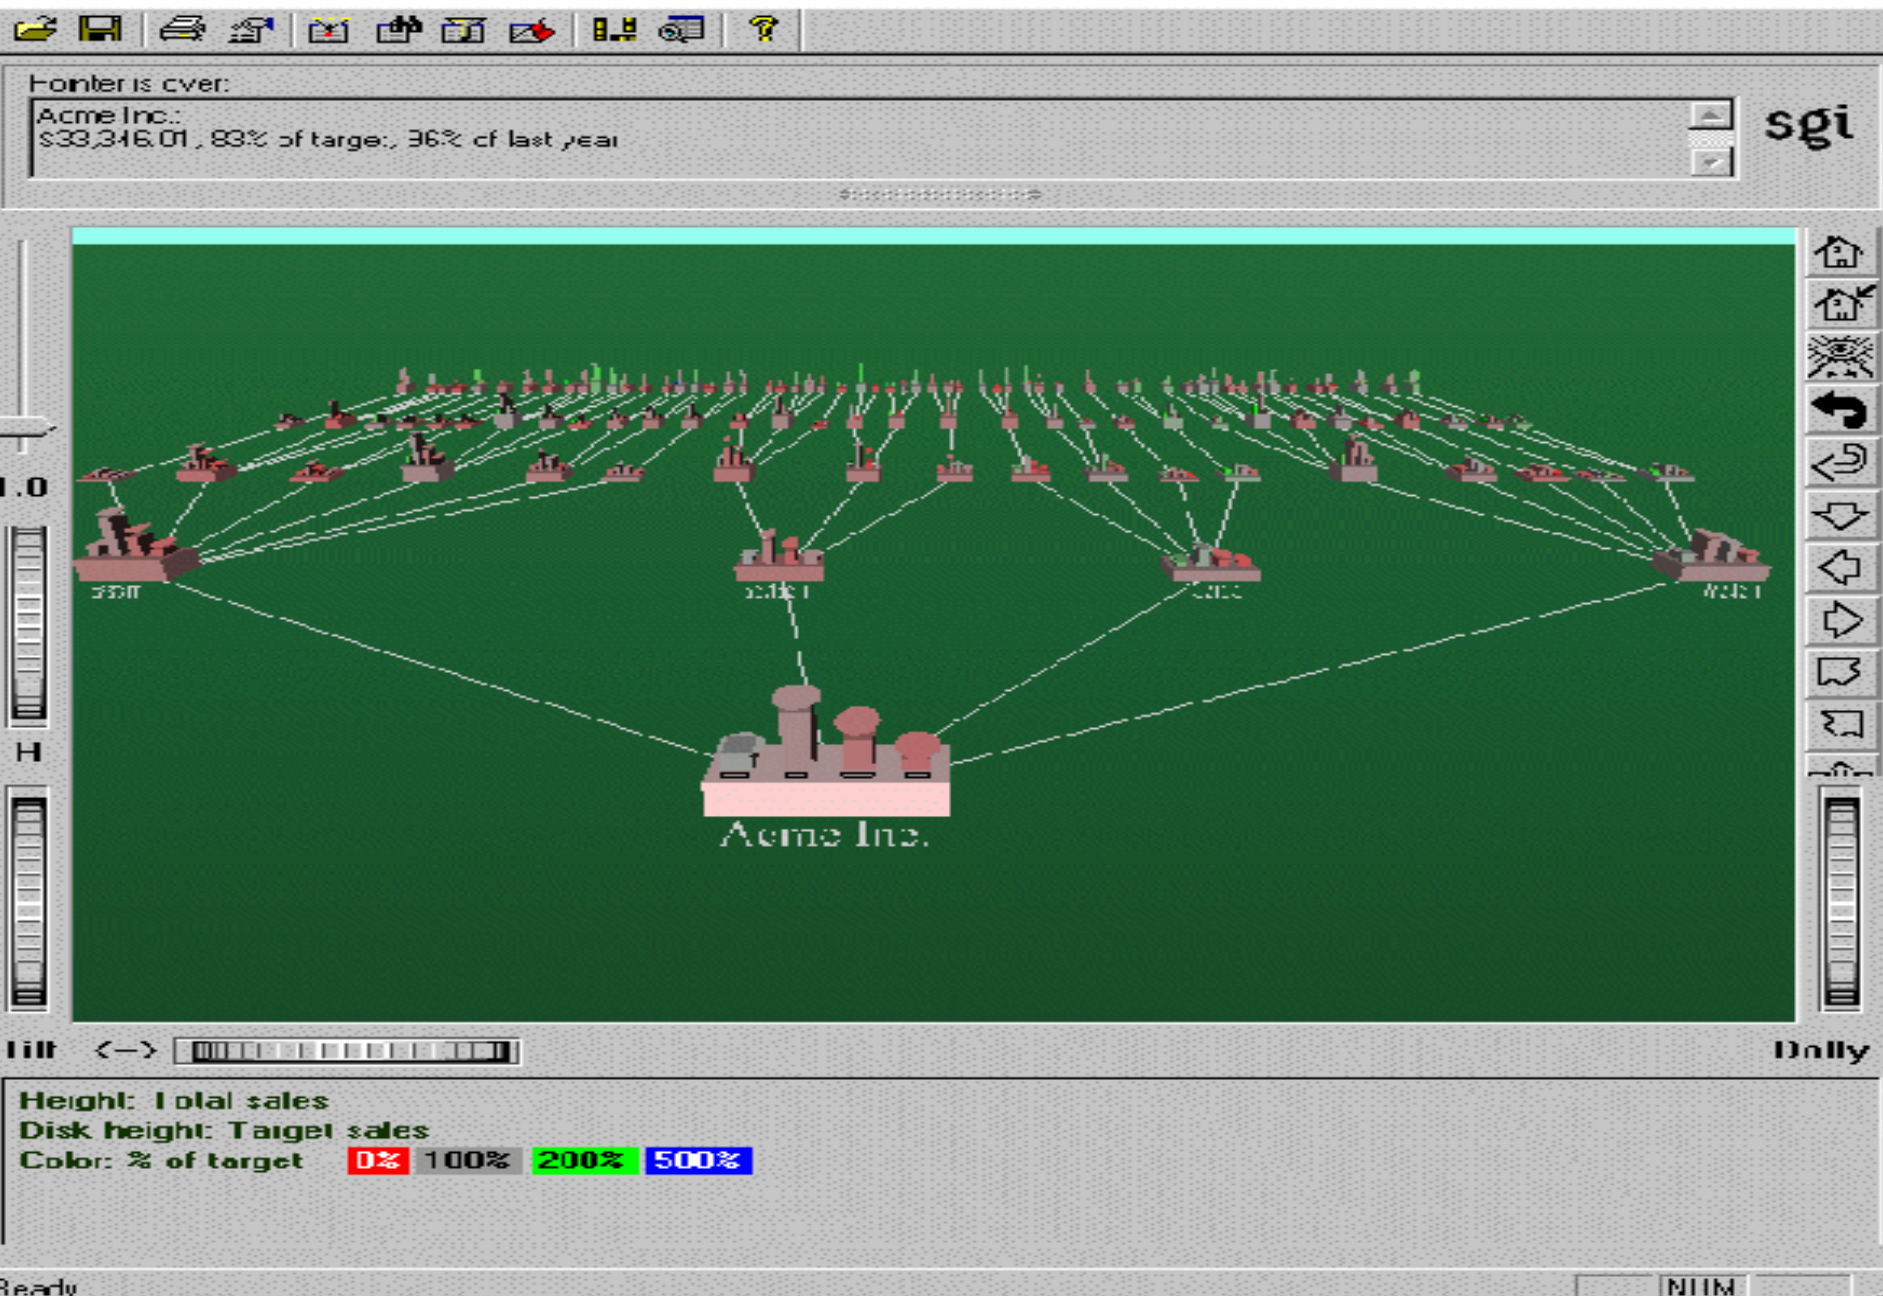 Pointer is over:
Acme Inc.:
$33,346.01, 83% of target, 96% of last year
sgi
1.0
H
Acme Inc.
Tilt <-> Dolly
Height: Total sales
Disk height: Target sales
Color: % of target 0% 100% 200% 500%
Ready NUM